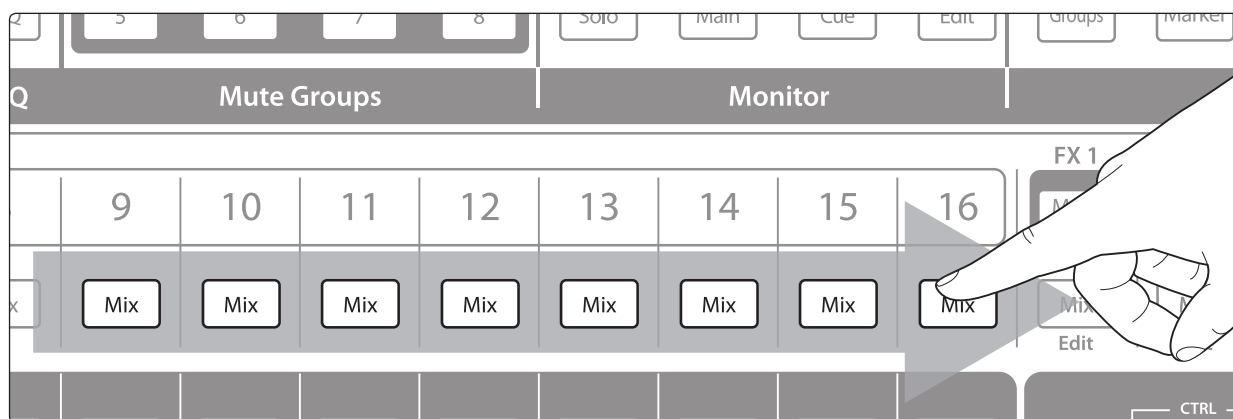 5 6 7 8 Solo Main Cue Edit Groups Marker
Q Mute Groups Monitor
FX 1
9 10 11 12 13 14 15 16
Mix Mix Mix Mix Mix Mix Mix Mix Mix
Edit
CTRL